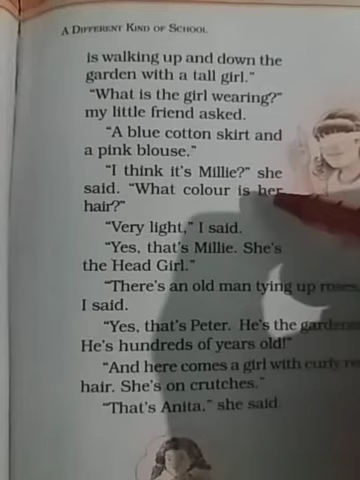 A DIFFERENT KIND OF SCHOOL
is walking up and down the
garden with a tall girl."
"What is the girl wearing?"
my little friend asked.
"A blue cotton skirt and
a pink blouse."
"I think it's Millie?" she
said. "What colour is her
hair?"
"Very light," I said.
"Yes, that's Millie. She's
the Head Girl."
"There's an old man tying up roses,
I said.
"Yes, that's Peter. He's the
He's hundreds of years old!"
"And here comes a girl with curly
hair. She's on crutches."
"That's Anita," she said